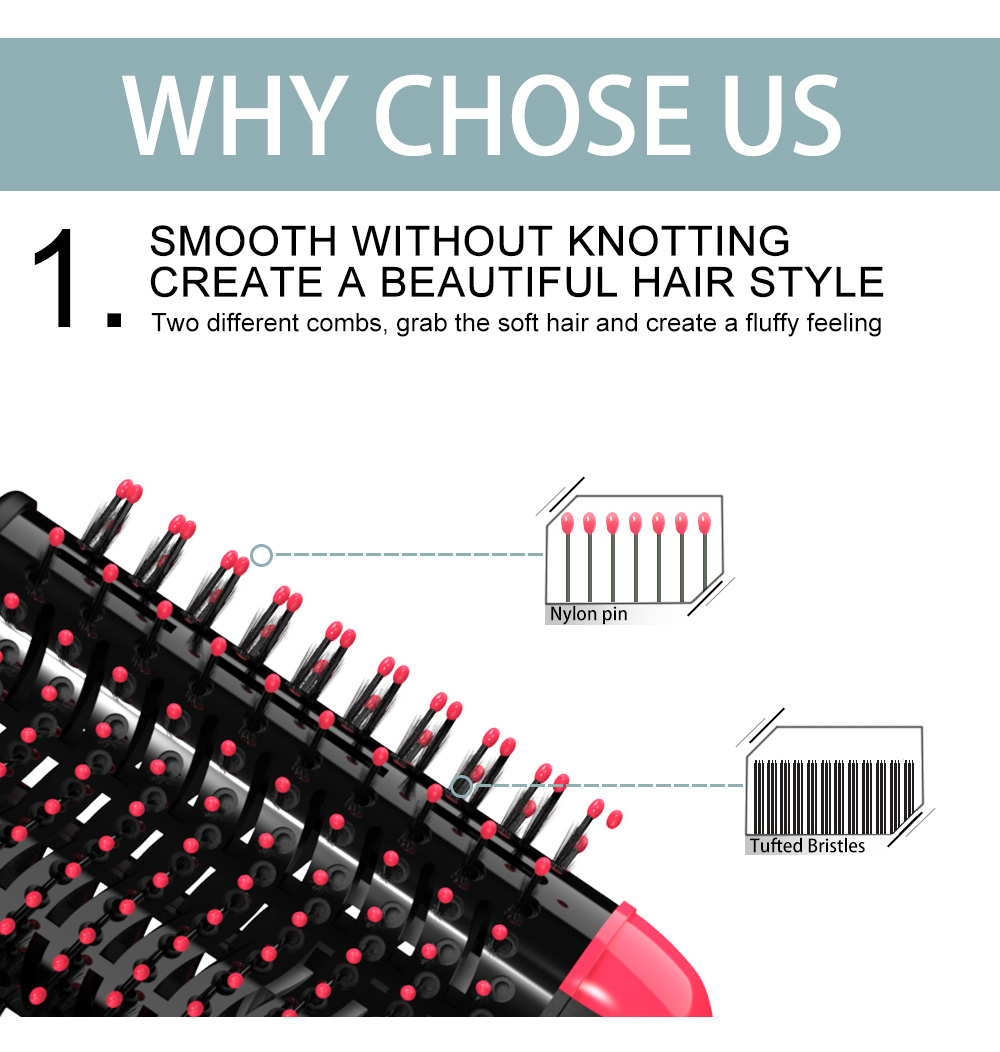 WHY CHOSE US
1.
SMOOTH WITHOUT KNOTTING
CREATE A BEAUTIFUL HAIR STYLE
Two different combs, grab the soft hair and create a fluffy feeling
Nylon pin
Tufted Bristles